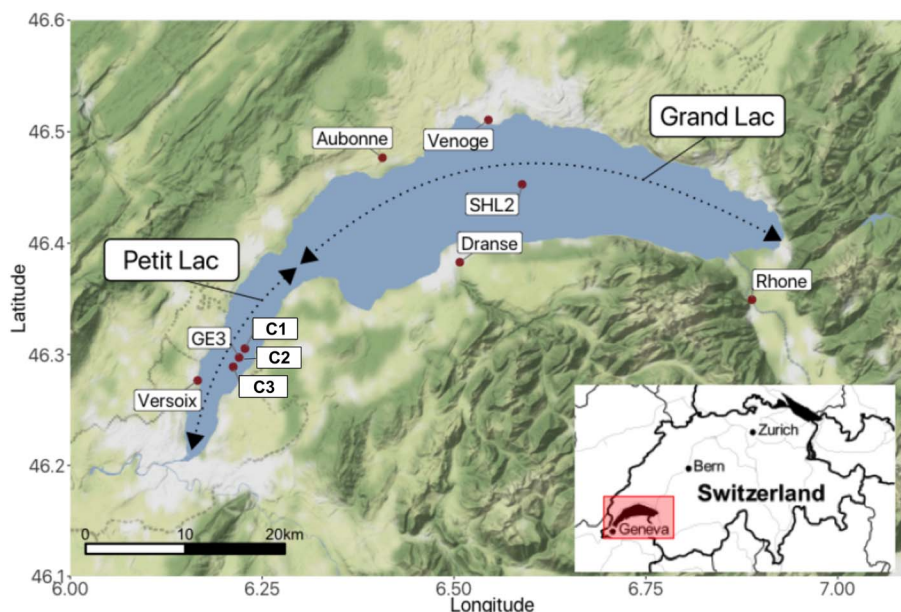 46.6
46.5
46.4
46.3
46.2
46.1
Latitude
Grand Lac
Aubonne
Venoge
SHL2
Petit Lac
Dranse
Rhone
GE3
C1
C2
C3
Versoix
Zurich
Bern
Switzerland
Geneva
0 10 20km
6.00 6.25 6.50 6.75 7.00
Longitude